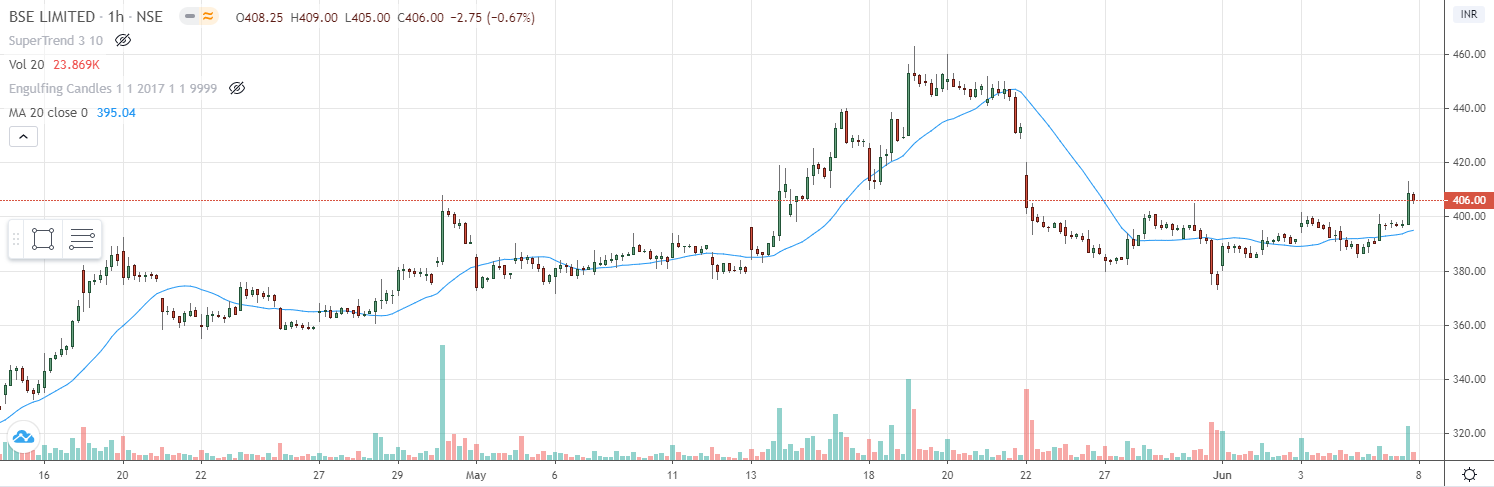 BSE LIMITED · 1h · NSE O408.25 H409.00 L405.00 C406.00 −2.75 (−0.67%)
INR
SuperTrend 3 10
Vol 20 23.869K
Engulfing Candles 1 1 2017 1 1 9999
MA 20 close 0 395.04
460.00
440.00
420.00
406.00
400.00
380.00
360.00
340.00
320.00
16 20 22 27 29 May 6 11 13 18 20 22 27 Jun 3 8